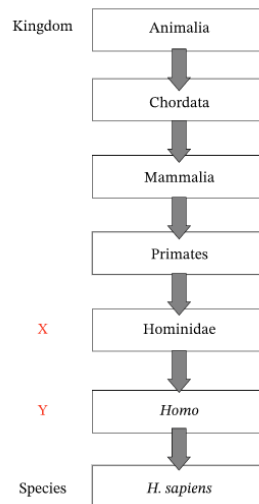 Kingdom Animalia
Chordata
Mammalia
Primates
X Hominidae
Y Homo
Species H. sapiens